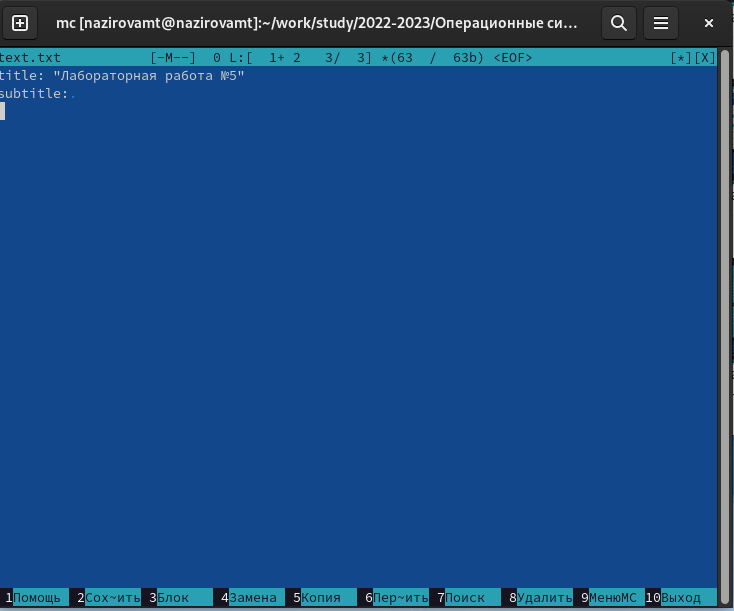 mc [nazirovamt@nazirovamt]:~/work/study/2022-2023/Операционные си...
text.txt [-M--] 0 L:[ 1+ 2 3/ 3] *(63 / 63b) <EOF> [*][X]
title: "Лабораторная работа №5"
subtitle:.
1Помощь 2Сох~ить 3Блок 4Замена 5Копия 6Пер~ить 7Поиск 8Удалить 9МенюMC 10Выход